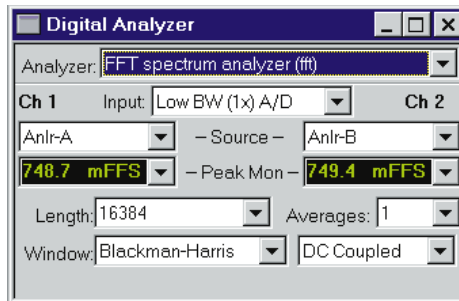 Digital Analyzer
Analyzer: FFT spectrum analyzer (fft)
Ch 1 Input: Low BW (1x) A/D Ch 2
Anlr-A – Source – Anlr-B
748.7 mFFS – Peak Mon – 749.4 mFFS
Length: 16384 Averages: 1
Window: Blackman-Harris DC Coupled